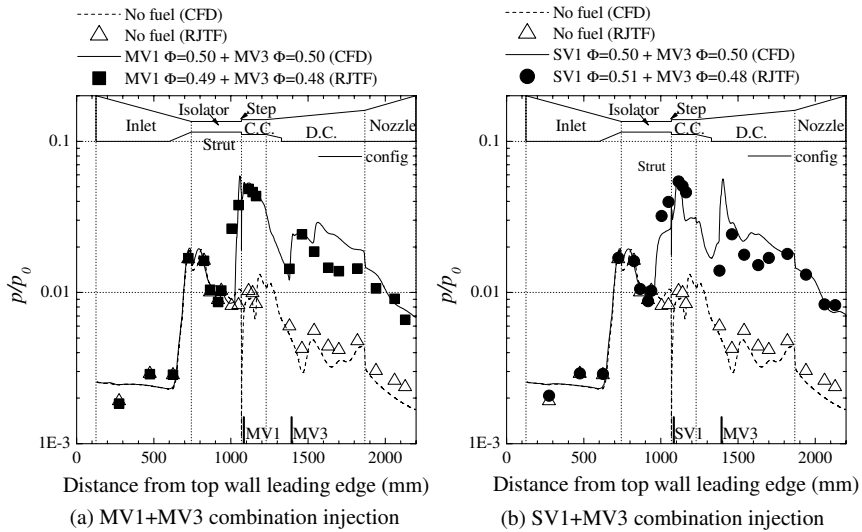 No fuel (CFD)
No fuel (RJTF)
MV1 Φ=0.50 + MV3 Φ=0.50 (CFD)
MV1 Φ=0.49 + MV3 Φ=0.48 (RJTF)
Isolator
Step
Inlet
C.C.
D.C.
Nozzle
Strut
config
0.1
0.01
1E-3
p/p0
MV1
MV3
0 500 1000 1500 2000
Distance from top wall leading edge (mm)
(a) MV1+MV3 combination injection
No fuel (CFD)
No fuel (RJTF)
SV1 Φ=0.50 + MV3 Φ=0.50 (CFD)
SV1 Φ=0.51 + MV3 Φ=0.48 (RJTF)
Isolator
Step
Inlet
C.C.
D.C.
Nozzle
Strut
config
0.1
0.01
1E-3
p/p0
SV1
MV3
0 500 1000 1500 2000
Distance from top wall leading edge (mm)
(b) SV1+MV3 combination injection